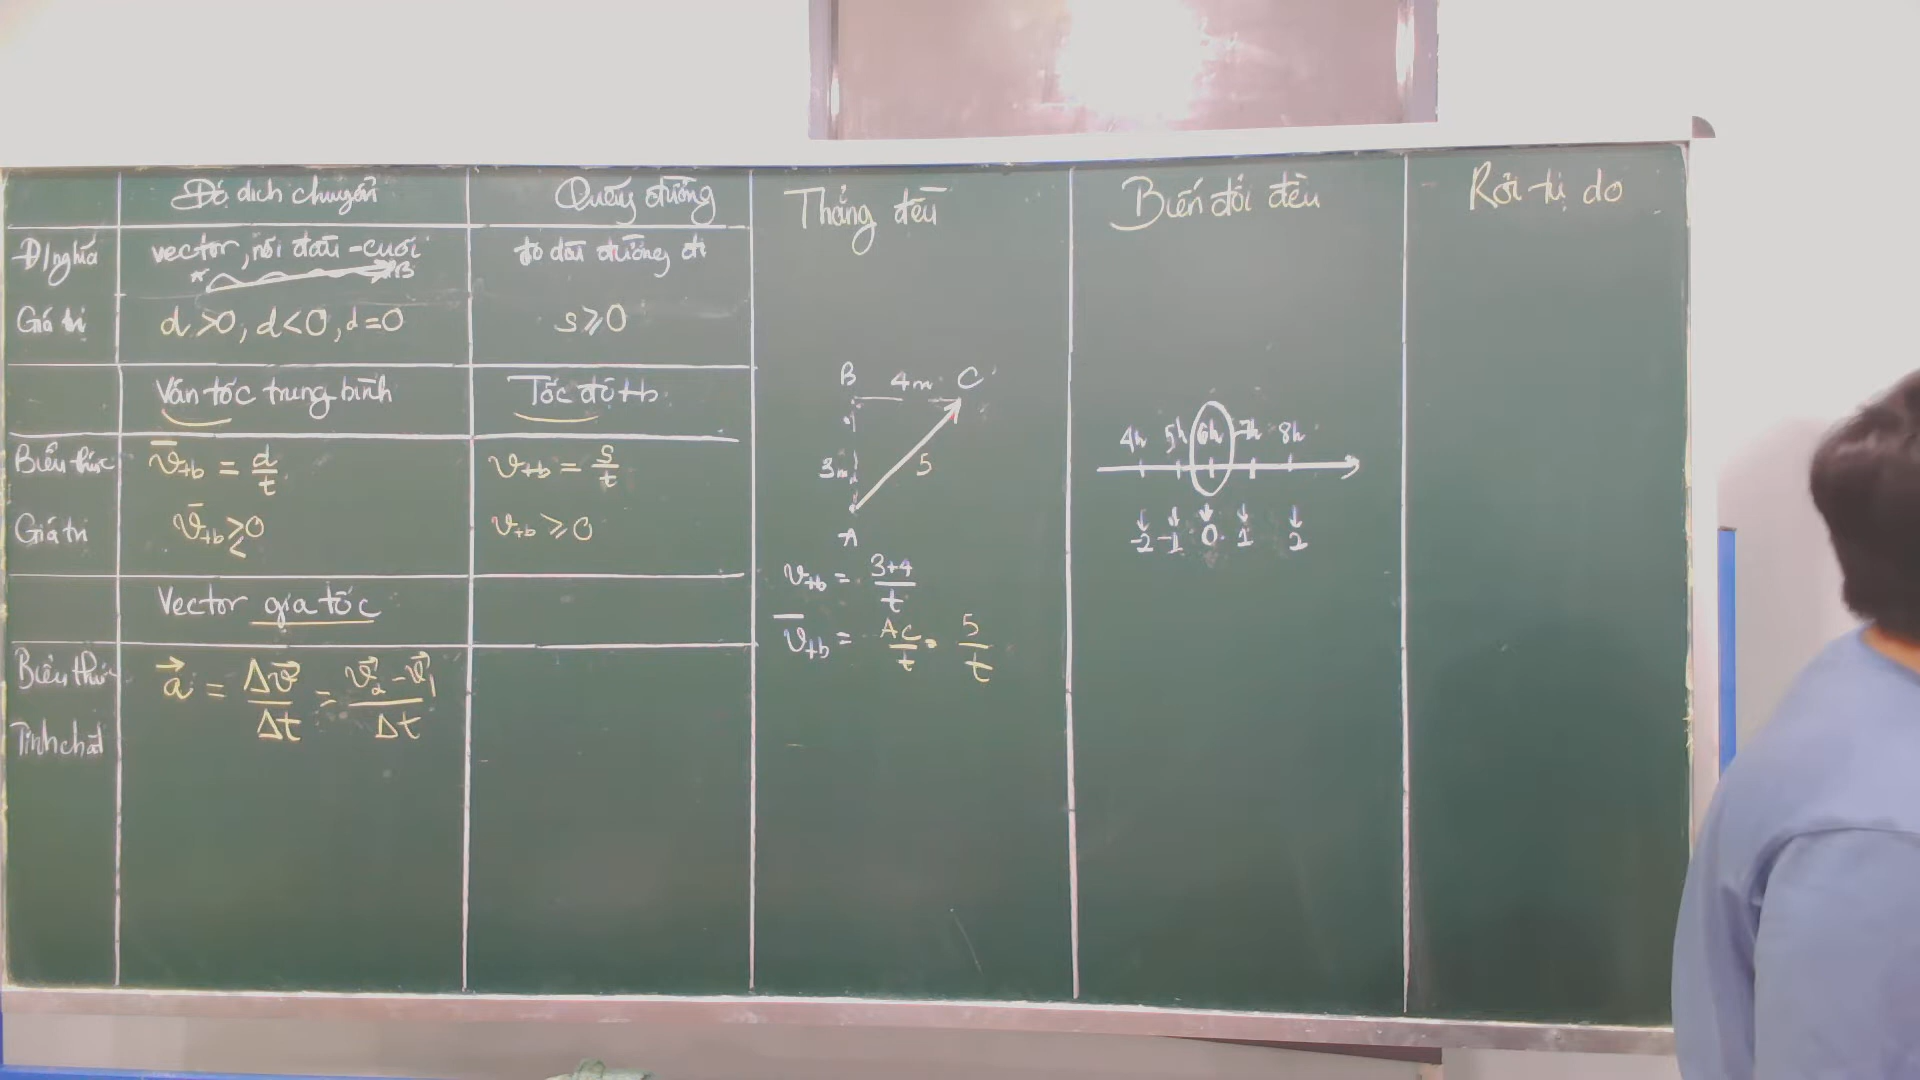 Độ dịch chuyển
Quãng đường
Thẳng đều
Biến đổi đều
Rơi tự do
Đ/nghĩa
vector, nối đầu - cuối
độ dài đường đi
B
Giá trị
d >0, d<0, d=0
s ⩾ 0
Vận tốc trung bình
Tốc độ tb
B 4m C
3m 5
A
4h 5h 6h 7h 8h
-2 -1 0 1 2
Biểu thức
v̅tb = d/t
vtb = s/t
Giá trị
v̅tb ⪌ 0
vtb ⩾ 0
vtb = (3+4)/t
v̅tb = AC/t = 5/t
Vector gia tốc
Biểu thức
a⃗ = Δv⃗/Δt = (v⃗₂ - v⃗₁)/Δt
Tính chất